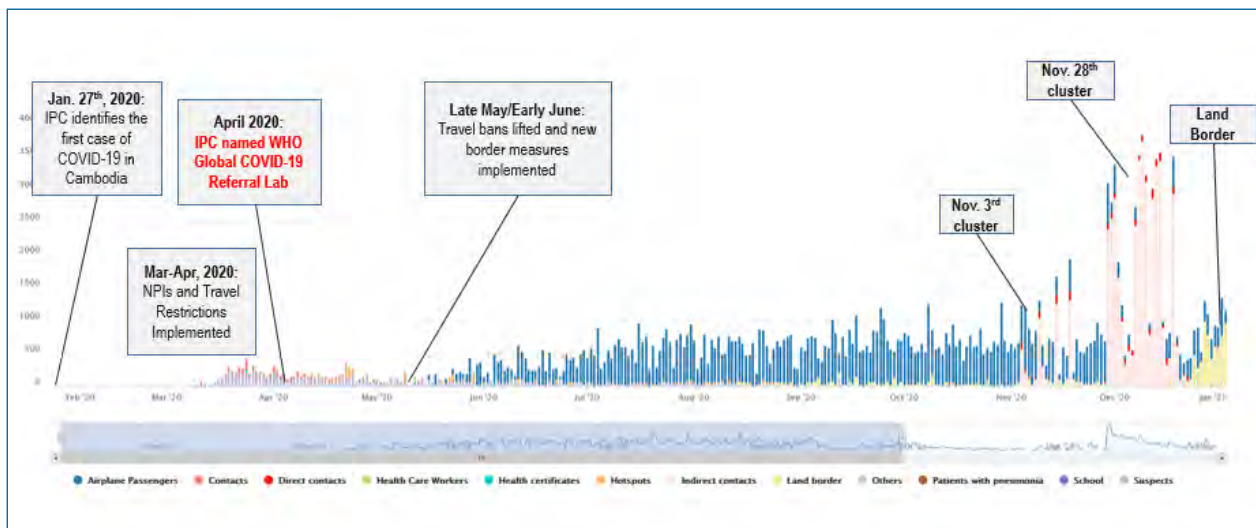 Jan. 27th, 2020:
IPC identifies the
first case of
COVID-19 in
Cambodia
April 2020:
IPC named WHO
Global COVID-19
Referral Lab
Mar-Apr, 2020:
NPIs and Travel
Restrictions
Implemented
Late May/Early June:
Travel bans lifted and new
border measures
implemented
Nov. 3rd
cluster
Nov. 28th
cluster
Land
Border
2500
2000
1500
1000
500
0
Feb '20 Mar '20 Apr '20 May '20 Jun '20 Jul '20 Aug '20 Sep '20 Oct '20 Nov '20 Dec '20
Airplane Passengers Contacts Direct contacts Health Care Workers Health certificates Hotspots Indirect contacts Land border Others Patients with pneumonia School Suspects